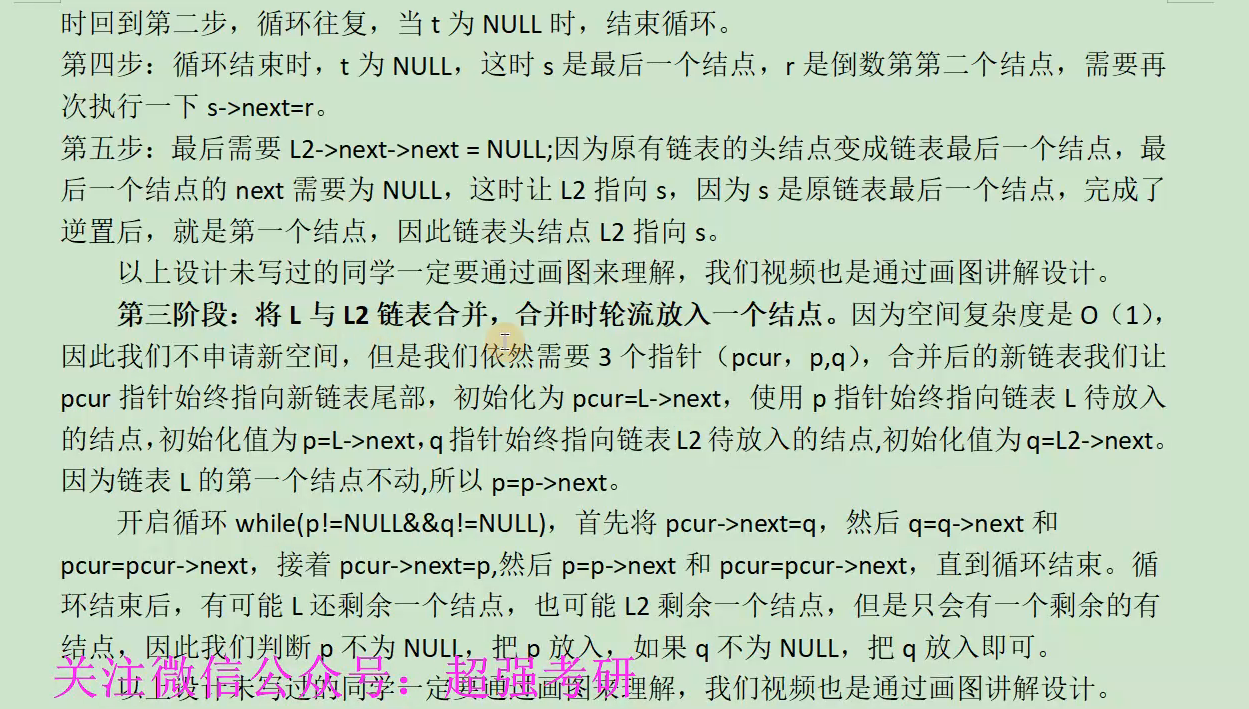 时回到第二步，循环往复，当 t 为 NULL 时，结束循环。
第四步：循环结束时，t 为 NULL，这时 s 是最后一个结点，r 是倒数第第二个结点，需要再
次执行一下 s->next=r。
第五步：最后需要 L2->next->next = NULL;因为原有链表的头结点变成链表最后一个结点，最
后一个结点的 next 需要为 NULL，这时让 L2 指向 s，因为 s 是原链表最后一个结点，完成了
逆置后，就是第一个结点，因此链表头结点 L2 指向 s。
以上设计未写过的同学一定要通过画图来理解，我们视频也是通过画图讲解设计。
第三阶段：将 L 与 L2 链表合并，合并时轮流放入一个结点。因为空间复杂度是 O（1），
因此我们不申请新空间，但是我们依然需要 3 个指针（pcur，p,q），合并后的新链表我们让
pcur 指针始终指向新链表尾部，初始化为 pcur=L->next，使用 p 指针始终指向链表 L 待放入
的结点，初始化值为 p=L->next，q 指针始终指向链表 L2 待放入的结点,初始化值为 q=L2->next。
因为链表 L 的第一个结点不动,所以 p=p->next。
开启循环 while(p!=NULL&&q!=NULL)，首先将 pcur->next=q，然后 q=q->next 和
pcur=pcur->next，接着 pcur->next=p,然后 p=p->next 和 pcur=pcur->next，直到循环结束。循
环结束后，有可能 L 还剩余一个结点，也可能 L2 剩余一个结点，但是只会有一个剩余的有
结点，因此我们判断 p 不为 NULL，把 p 放入，如果 q 不为 NULL，把 q 放入即可。
关注微信公众号：超强考研
以上设计未写过的同学一定要通过画图来理解，我们视频也是通过画图讲解设计。